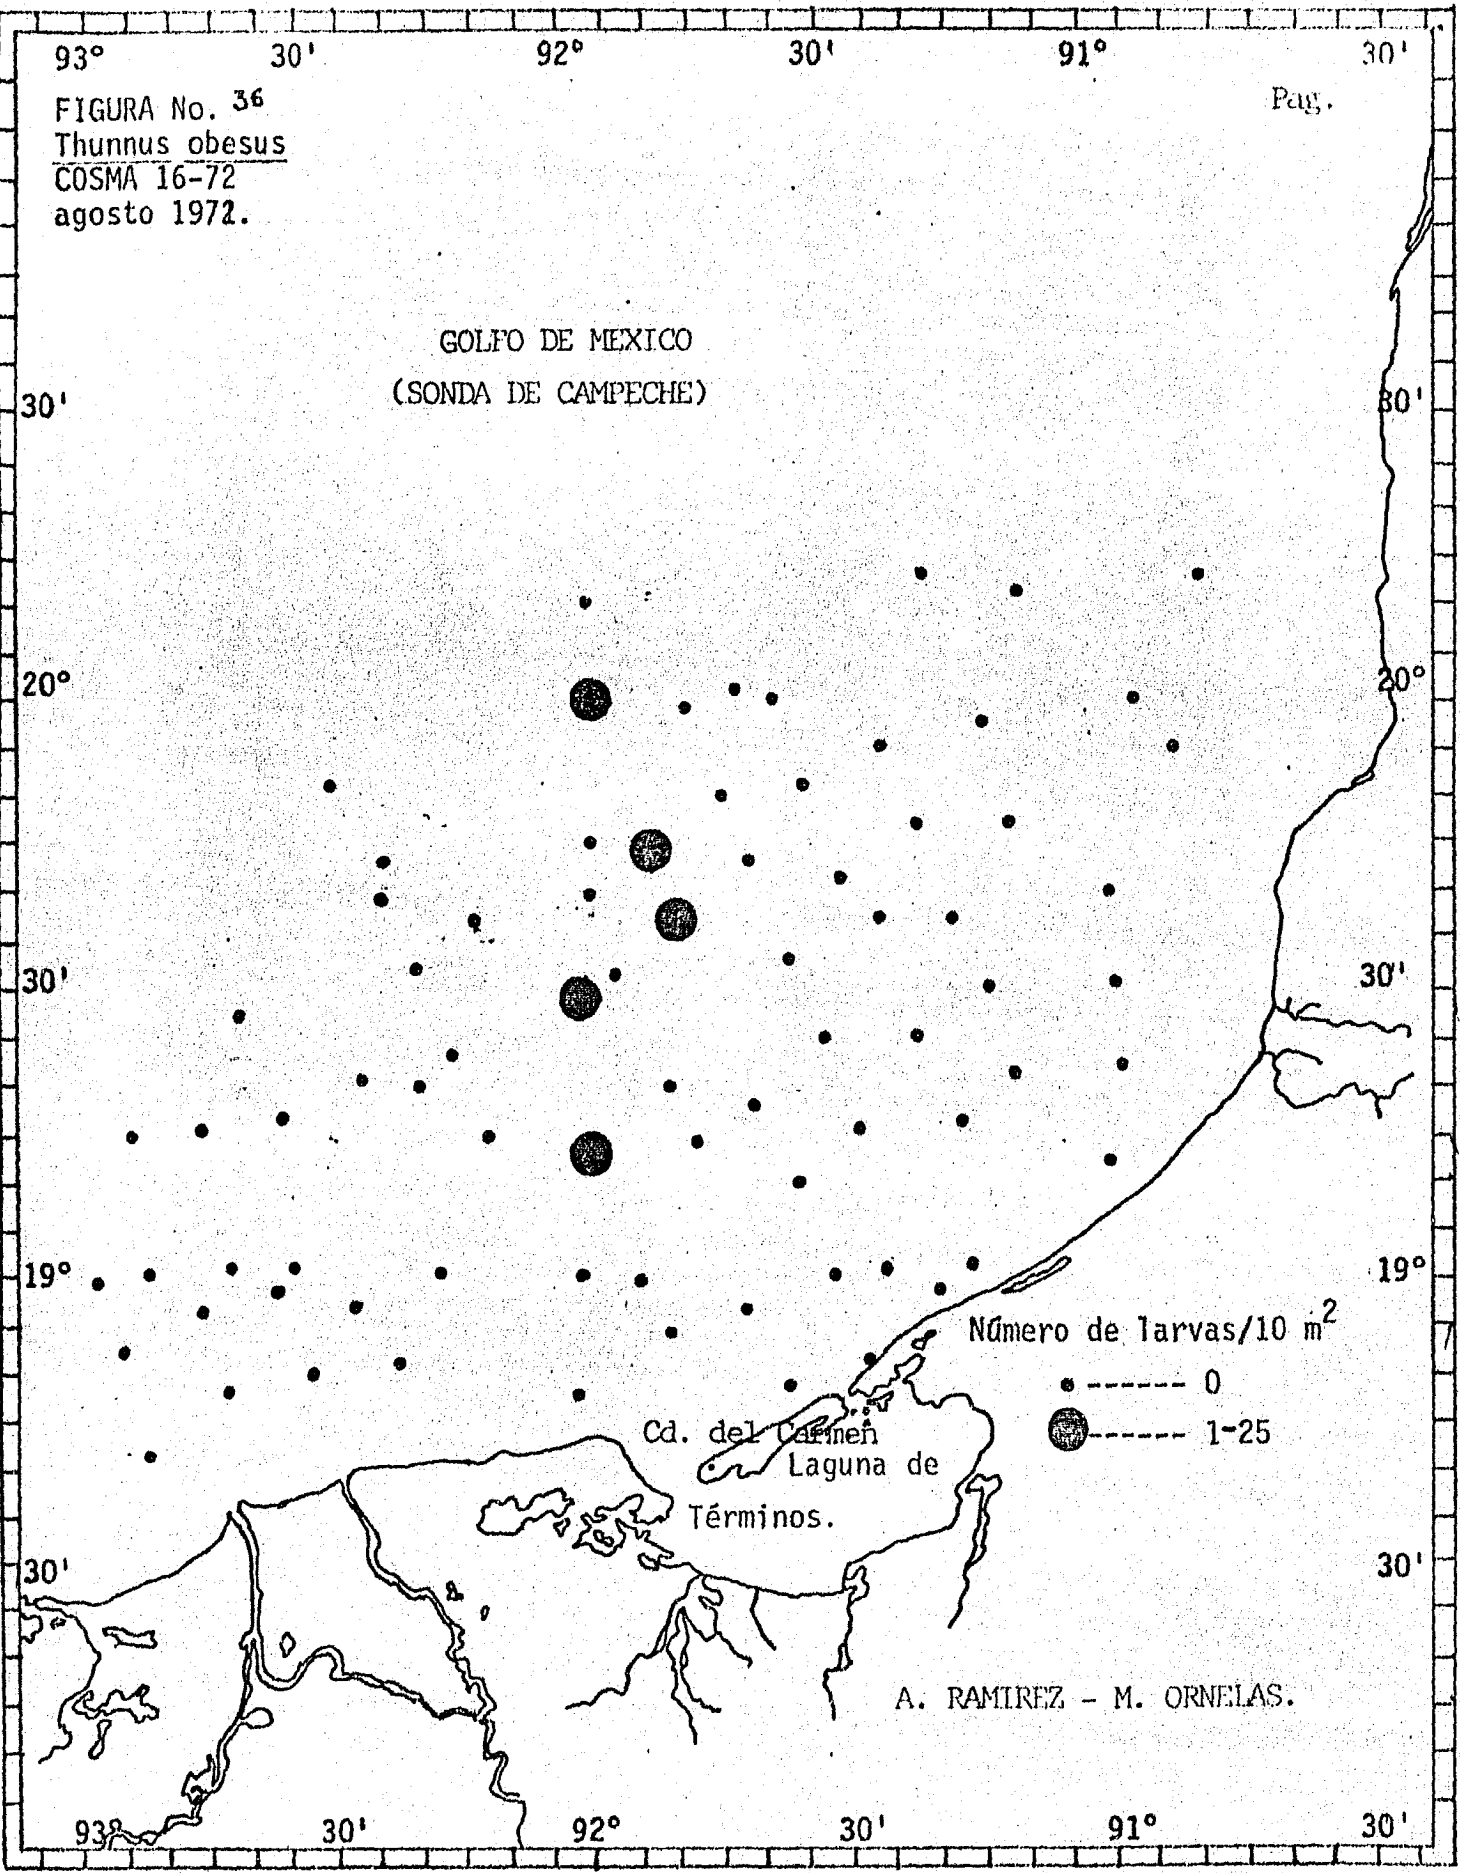 93° 30' 92° 30' 91° 30'
Pag.
FIGURA No. 36
Thunnus obesus
COSMA 16-72
agosto 1972.
GOLFO DE MEXICO
(SONDA DE CAMPECHE)
30' 30'
20° 20°
30' 30'
19° 19°
Número de larvas/10 m²
------ 0
------ 1-25
Cd. del Carmen
Laguna de
Términos.
30' 30'
A. RAMIREZ - M. ORNELAS.
93° 30' 92° 30' 91° 30'